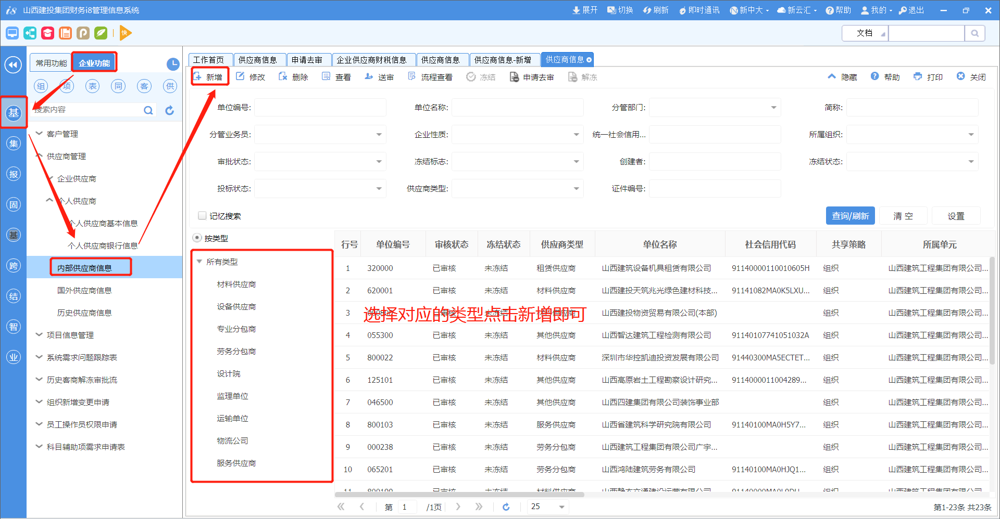 i8 山西建投集团财务i8管理信息系统
展开 切换 刷新 即时通讯 新中大 新云汇 帮助 我的 退出
快 文档
常用功能 企业功能
组 项 表 同 客 供
搜索内容
基
集
报
固
基
跨
结
智
业
客户管理
供应商管理
企业供应商
个人供应商
个人供应商基本信息
个人供应商银行信息
内部供应商信息
国外供应商信息
历史供应商信息
项目信息管理
系统需求问题跟踪表
历史客商解冻审批流
组织新增变更申请
员工操作员权限申请
科目辅助项需求申请表
工作首页 供应商信息 申请去审 企业供应商财税信息 供应商信息 供应商信息-新增 供应商信息
新增 修改 删除 查看 送审 流程查看 冻结 申请去审 解冻 隐藏 帮助 打印 关闭
单位编号: 单位名称: 分管部门: 简称:
分管业务员: 企业性质: 统一社会信用... 所属组织:
审批状态: 冻结标志: 创建者: 冻结状态:
投标状态: 供应商类型: 证件编号:
记忆搜索 查询/刷新 清 空 设置
按类型
所有类型
材料供应商
设备供应商
专业分包商
劳务分包商
设计院
监理单位
运输单位
物流公司
服务供应商
行号 单位编号 审核状态 冻结状态 供应商类型 单位名称 社会信用代码 共享策略 所属单元
1 320000 已审核 未冻结 租赁供应商 山西建筑设备机具租赁有限公司 91140000110010605H 组织 山西建筑工程集团有限公司...
2 620001 已审核 未冻结 材料供应商 山西建投天筑兆光绿色建材科技... 91141082MA0K5LXU... 组织 山西建筑工程集团有限公司...
3 山西建投物资贸易有限公司(本部) 组织 山西建筑工程集团有限公司...
选择对应的类型点击新增即可
4 055300 已审核 未冻结 其他供应商 山西智达建筑工程检测有限公司 91140107741051032A 组织 山西建筑工程集团有限公司...
5 800022 已审核 未冻结 材料供应商 深圳市华控凯迪投资发展有限公司 91440300MA5ECTET... 组织 山西建筑工程集团有限公司...
6 125101 已审核 未冻结 其他供应商 山西高原岩土工程勘察设计研究... 9114000011004289... 组织 山西建筑工程集团有限公司...
7 046500 已审核 未冻结 其他供应商 山西四建集团有限公司装饰事业部 组织 山西建筑工程集团有限公司...
8 800103 已审核 未冻结 服务供应商 山西省建筑科学研究院有限公司 91140100MA0H5Y7... 组织 山西建筑工程集团有限公司...
9 000238 已审核 未冻结 劳务分包商 山西建筑工程集团有限公司广宇... 组织 山西建筑工程集团有限公司...
10 065201 已审核 未冻结 劳务分包商 山西鸿陆建筑劳务有限公司 91140100MA0HJQ1... 组织 山西建筑工程集团有限公司...
第 1 /1页 25 第1-23条 共23条